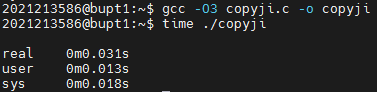 2021213586@bupt1:~$ gcc -O3 copyji.c -o copyji
2021213586@bupt1:~$ time ./copyji
real 0m0.031s
user 0m0.013s
sys 0m0.018s